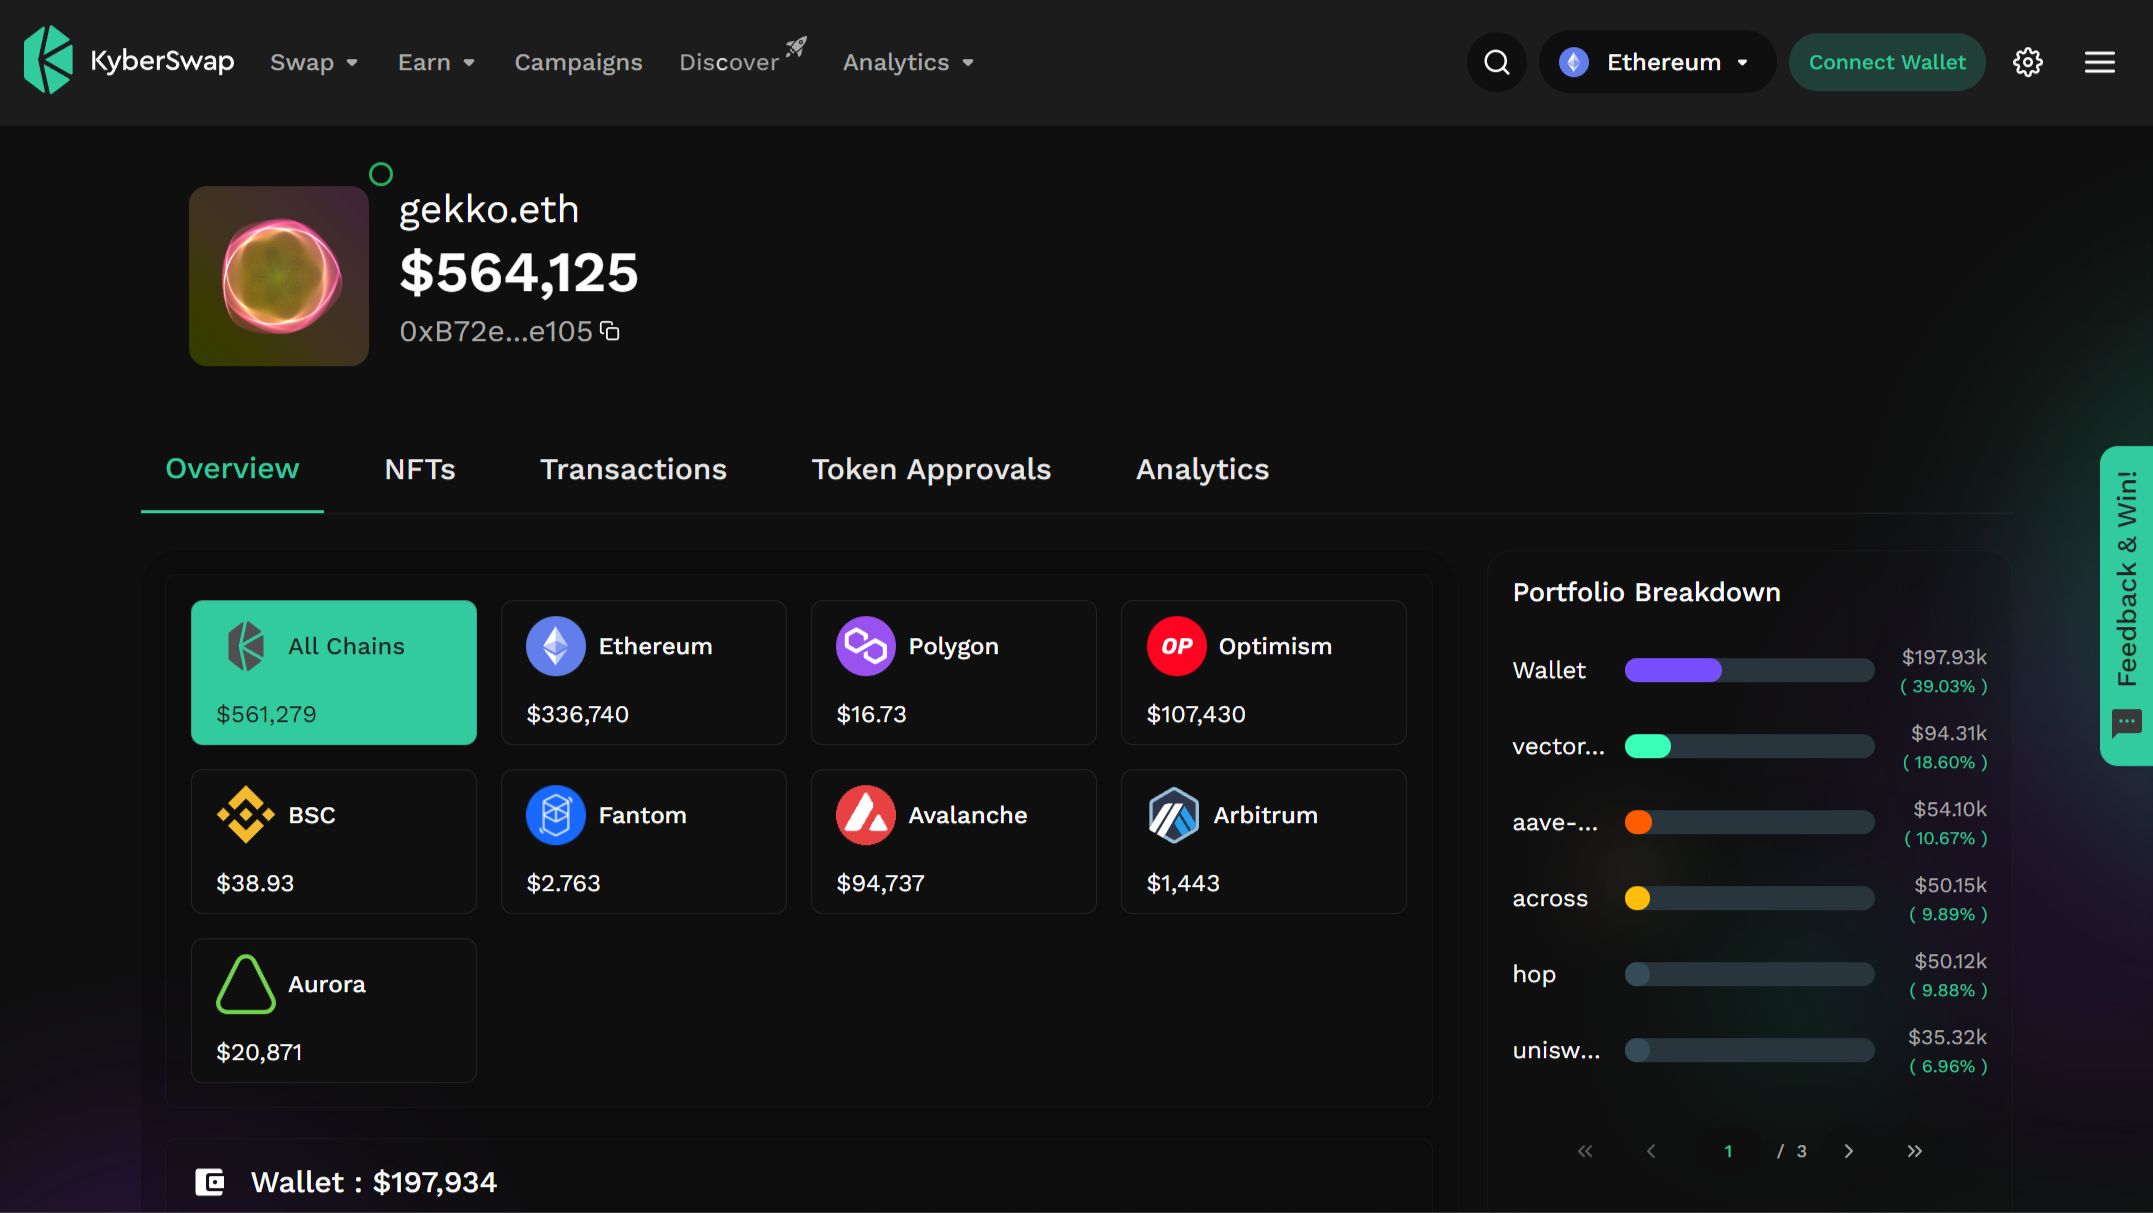 KyberSwap Swap Earn Campaigns Discover Analytics Ethereum Connect Wallet
gekko.eth
$564,125
0xB72e...e105
Overview NFTs Transactions Token Approvals Analytics
All Chains
$561,279
Ethereum
$336,740
Polygon
$16.73
OP Optimism
$107,430
BSC
$38.93
Fantom
$2.763
Avalanche
$94,737
Arbitrum
$1,443
Aurora
$20,871
Wallet : $197,934
Portfolio Breakdown
Wallet $197.93k
( 39.03% )
vector... $94.31k
( 18.60% )
aave-... $54.10k
( 10.67% )
across $50.15k
( 9.89% )
hop $50.12k
( 9.88% )
unisw... $35.32k
( 6.96% )
« ‹ 1 / 3 › »
Feedback & Win!